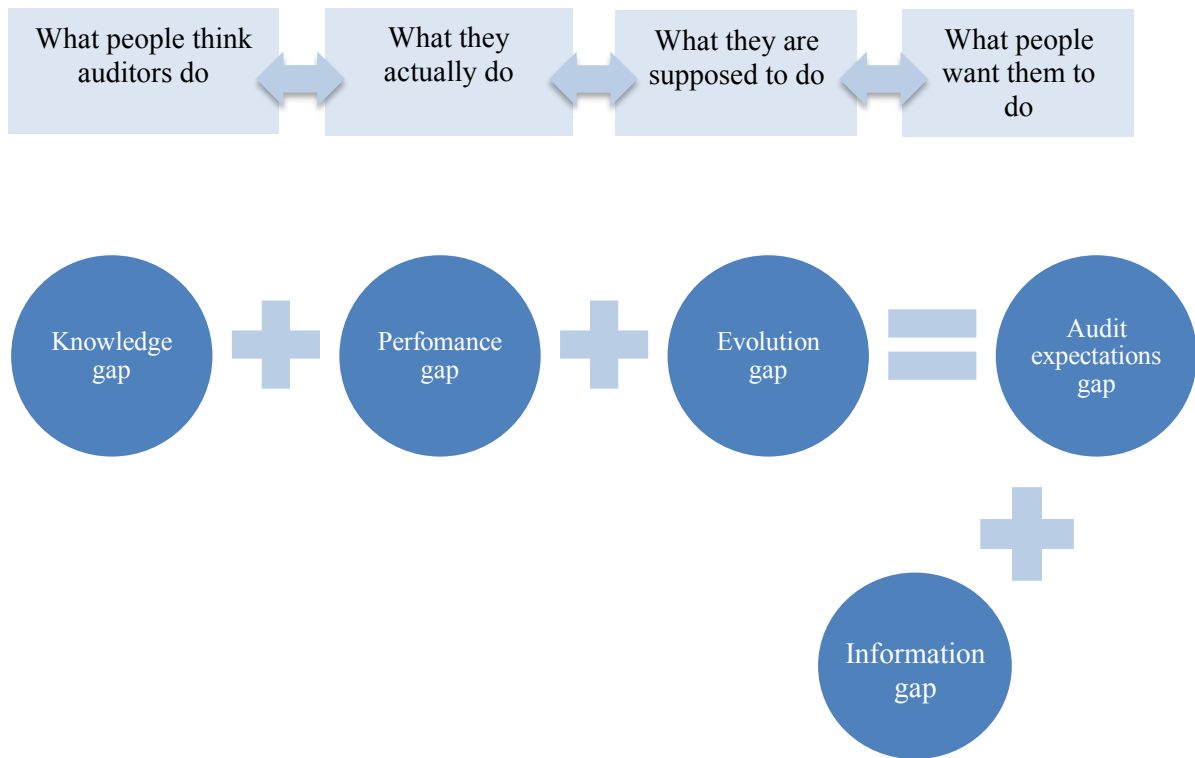 What people think
auditors do
What they
actually do
What they are
supposed to do
What people
want them to
do
Knowledge
gap
Perfomance
gap
Evolution
gap
Audit
expectations
gap
Information
gap